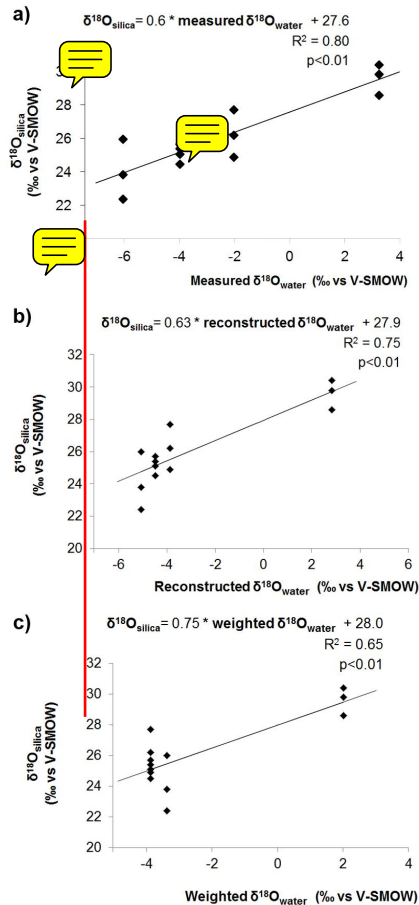 a)
δ18Osilica= 0.6 * measured δ18Owater + 27.6
R2 = 0.80
p<0.01
28
26
24
22
δ18Osilica
(‰ vs V-SMOW)
-6 -4 -2 0 2 4
Measured δ18Owater (‰ vs V-SMOW)
b)
δ18Osilica= 0.63 * reconstructed δ18Owater + 27.9
R2 = 0.75
p<0.01
32
30
28
26
24
22
20
δ18Osilica
(‰ vs V-SMOW)
-6 -4 -2 0 2 4 6
Reconstructed δ18Owater (‰ vs V-SMOW)
c)
δ18Osilica= 0.75 * weighted δ18Owater + 28.0
R2 = 0.65
p<0.01
32
30
28
26
24
22
20
δ18Osilica
(‰ vs V-SMOW)
-4 -2 0 2 4
Weighted δ18Owater (‰ vs V-SMOW)